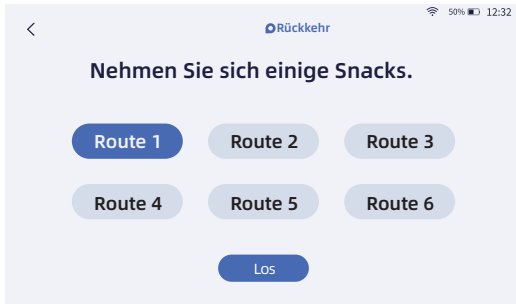 50% 12:32
Rückkehr
Nehmen Sie sich einige Snacks.
Route 1 Route 2 Route 3
Route 4 Route 5 Route 6
Los